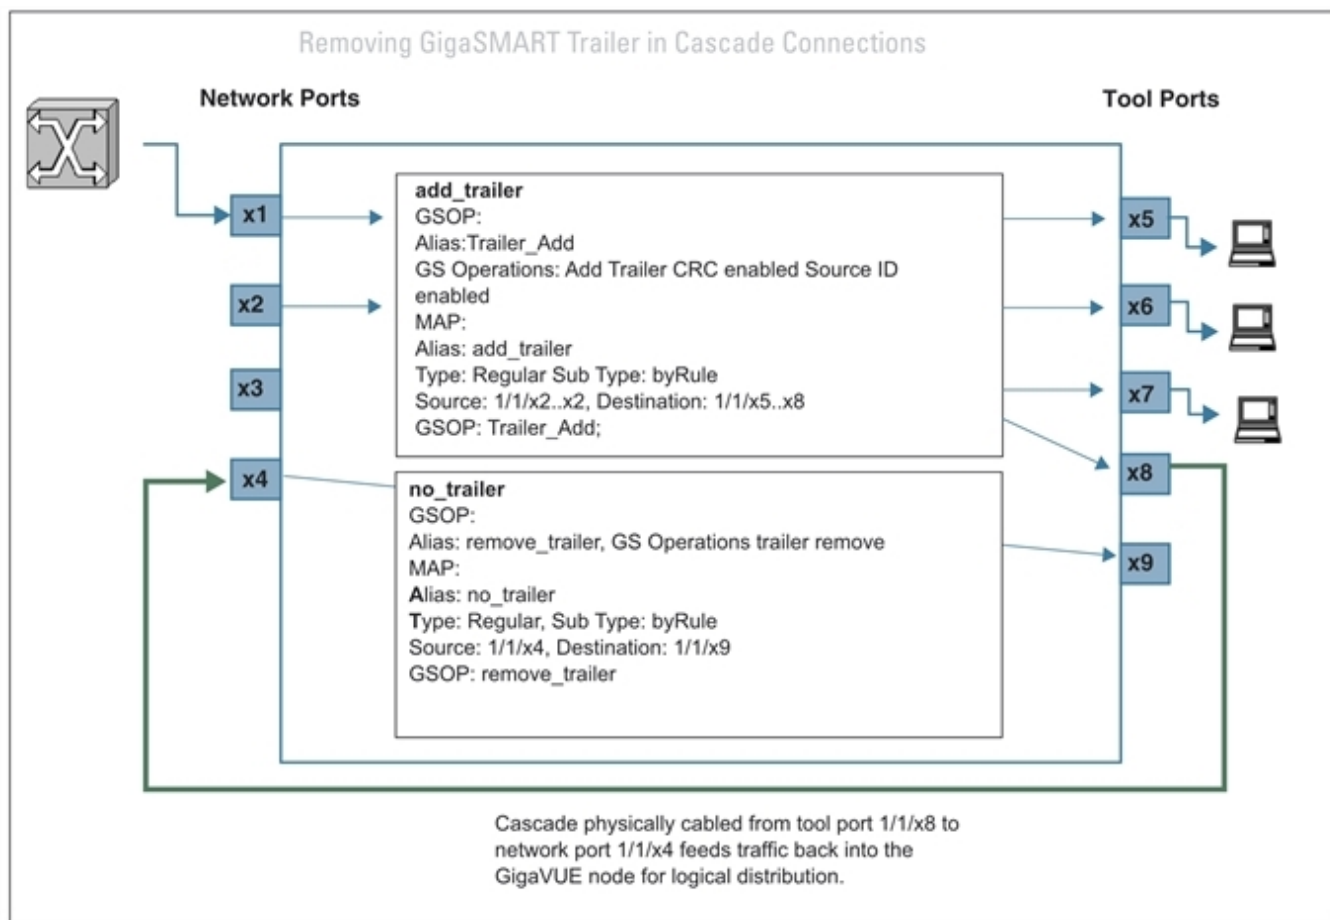 Removing GigaSMART Trailer in Cascade Connections
Network Ports
Tool Ports
x1
x2
x3
x4
add_trailer
GSOP:
Alias:Trailer_Add
GS Operations: Add Trailer CRC enabled Source ID
enabled
MAP:
Alias: add_trailer
Type: Regular Sub Type: byRule
Source: 1/1/x2..x2, Destination: 1/1/x5..x8
GSOP: Trailer_Add;
no_trailer
GSOP:
Alias: remove_trailer, GS Operations trailer remove
MAP:
Alias: no_trailer
Type: Regular, Sub Type: byRule
Source: 1/1/x4, Destination: 1/1/x9
GSOP: remove_trailer
x5
x6
x7
x8
x9
Cascade physically cabled from tool port 1/1/x8 to
network port 1/1/x4 feeds traffic back into the
GigaVUE node for logical distribution.